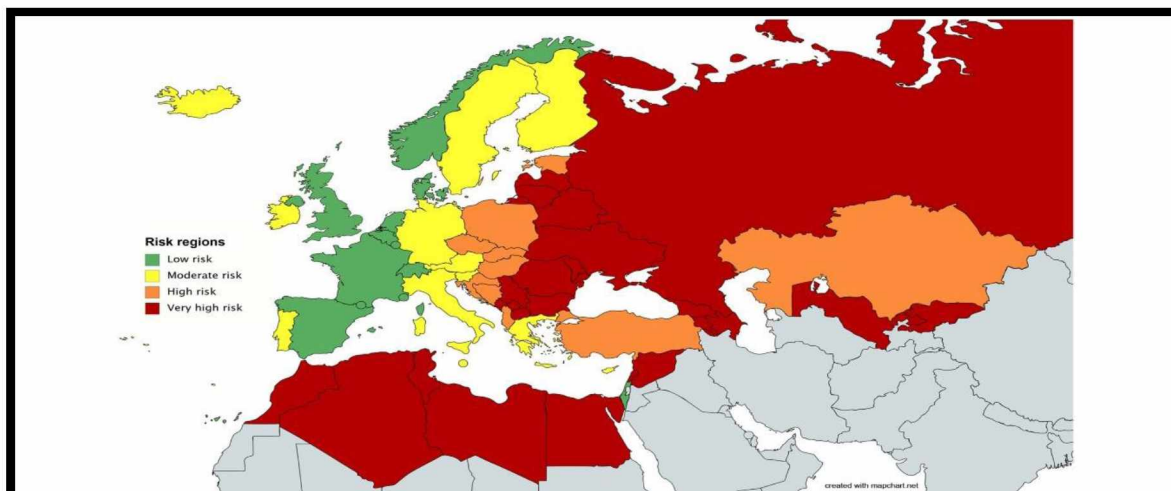 Risk regions
Low risk
Moderate risk
High risk
Very high risk
created with mapchart.net